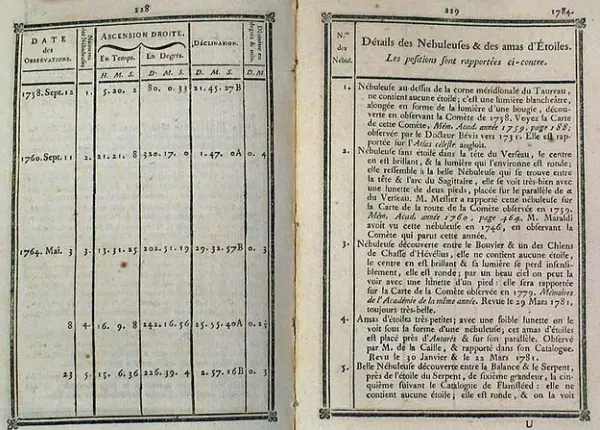 228
DATE
des
OBSERVATIONS.
Numéros
des Nébuleuses.
ASCENSION DROITE.
En Temps. En Degrés.
DÉCLINAISON.
Diametre en
degrés & min.
H. M. S. D. M. S. D. M. S. D. M.
1758. Sept. 12 1. 5. 20. 2 80. 0. 33 21. 45. 27B
1760. Sept. 11 2. 21. 21. 8 320. 17. 0 1. 47. 0A 0. 4
1764. Mai. 3 3. 13. 31. 25 202. 51. 19 29. 32. 57B 0. 3
8 4. 16. 9. 8 242. 16. 56 25. 55. 40A 0. 2½
23 5. 15. 6. 36 226. 39. 4 2. 57. 16B 0. 3
229 1784.
N.os
des
Nébul.
Détails des Nébuleuſes & des amas d'Étoiles.
Les poſitions ſont rapportées ci-contre.
1. Nébuleuſe au deſſus de la corne méridionale du Taureau,
ne contient aucune étoile; c'eſt une lumière blancheâtre,
alongée en forme de la lumière d'une bougie, décou-
verte en obſervant la Comète de 1758. Voyez la Carte
de cette Comète, Mém. Acad. année 1759, page 188;
obſervée par le Docteur Bévis vers 1731. Elle eſt rap-
portée ſur l'Atlas céleſte anglois.
2. Nébuleuſe ſans étoile dans la tête du Verſeau, le centre
en eſt brillant, & la lumière qui l'environne eſt ronde;
elle reſſemble à la belle Nébuleuſe qui ſe trouve entre
la tête & l'arc du Sagittaire, elle ſe voit très-bien avec
une lunette de deux pieds, placée ſur le parallèle de α
du Verſeau. M. Meſſier a rapporté cette nébuleuſe ſur
la Carte de la route de la Comète obſervée en 1759.
Mém. Acad. année 1760, page 464. M. Maraldi
avoit vu cette nébuleuſe en 1746, en obſervant la
Comète qui parut cette année.
3. Nébuleuſe découverte entre le Bouvier & un des Chiens
de Chaſſe d'Hévélius, elle ne contient aucune étoile,
le centre en eſt brillant & ſa lumière ſe perd inſenſi-
blement, elle eſt ronde; par un beau ciel on peut la
voir avec une lunette d'un pied: elle ſera rapportée
ſur la Carte de la Comète obſervée en 1779. Mémoires
de l'Académie de la même année. Revue le 29 Mars 1781,
toujours très-belle.
4. Amas d'étoiles très-petites; avec une foible lunette on le
voit ſous la forme d'une nébuleuſe; cet amas d'étoiles
eſt placé près d'Antarès & ſur ſon parallèle. Obſervé
par M. de la Caille, & rapporté dans ſon Catalogue.
Revu le 30 Janvier & le 22 Mars 1781.
5. Belle Nébuleuſe découverte entre la Balance & le Serpent,
près de l'étoile du Serpent, de ſixième grandeur, la cin-
quième ſuivant le Catalogue de Flamſtéed: elle ne
contient aucune étoile; elle eſt ronde, & on la voit
U